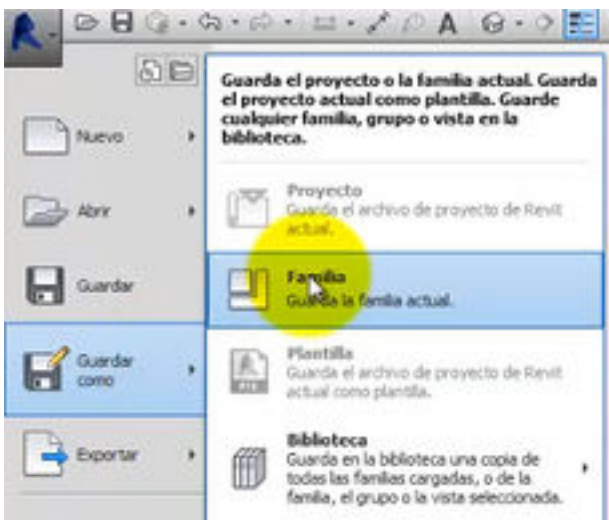 A
Guarda el proyecto o la familia actual. Guarda
el proyecto actual como plantilla. Guarde
cualquier familia, grupo o vista en la
biblioteca.
Nuevo
Abrir
Guardar
Guardar
como
Exportar
Proyecto
Guarda el archivo de proyecto de Revit
actual.
Familia
Guarda la familia actual.
Plantilla
Guarda el archivo de proyecto de Revit
actual como plantilla.
Biblioteca
Guarda en la biblioteca una copia de
todas las familias cargadas, o de la
familia, el grupo o la vista seleccionada.